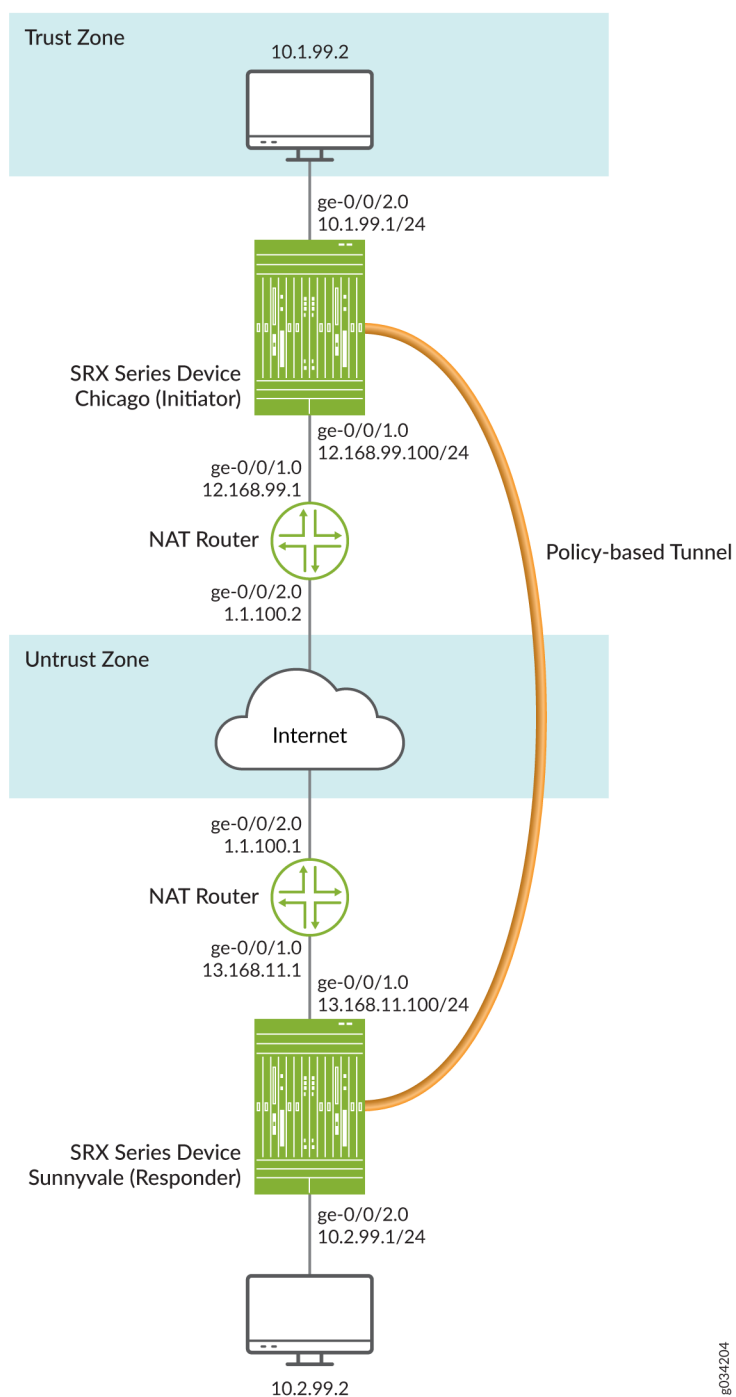 Trust Zone
10.1.99.2
ge-0/0/2.0
10.1.99.1/24
SRX Series Device
Chicago (Initiator)
ge-0/0/1.0
12.168.99.100/24
ge-0/0/1.0
12.168.99.1
NAT Router
Policy-based Tunnel
ge-0/0/2.0
1.1.100.2
Untrust Zone
Internet
ge-0/0/2.0
1.1.100.1
NAT Router
ge-0/0/1.0
13.168.11.1
ge-0/0/1.0
13.168.11.100/24
SRX Series Device
Sunnyvale (Responder)
ge-0/0/2.0
10.2.99.1/24
10.2.99.2
g034204